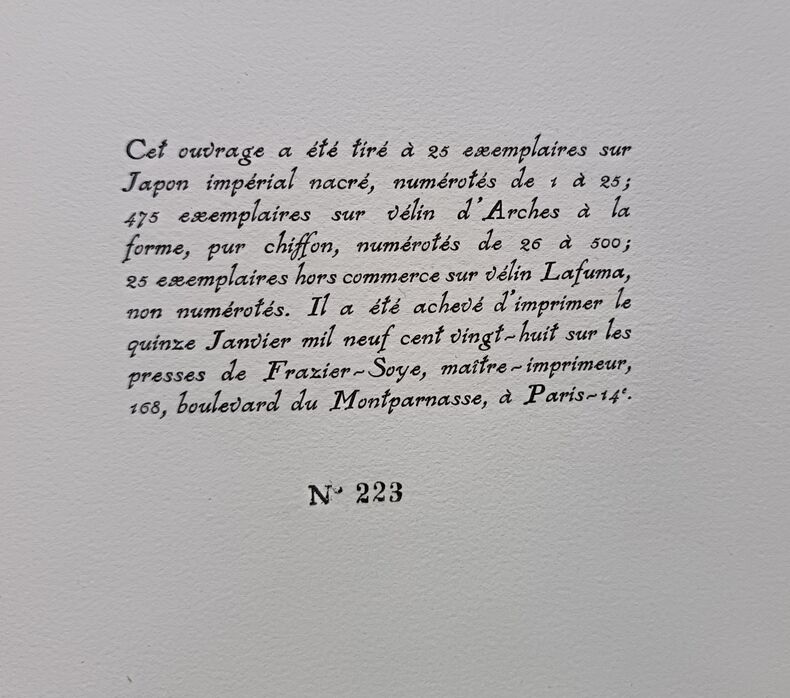 Cet ouvrage a été tiré à 25 exemplaires sur
Japon impérial nacré, numérotés de 1 à 25;
475 exemplaires sur vélin d'Arches à la
forme, pur chiffon, numérotés de 26 à 500;
25 exemplaires hors commerce sur vélin Lafuma,
non numérotés. Il a été achevé d'imprimer le
quinze Janvier mil neuf cent vingt-huit sur les
presses de Frazier-Soye, maître-imprimeur,
168, boulevard du Montparnasse, à Paris-14e.
No 223